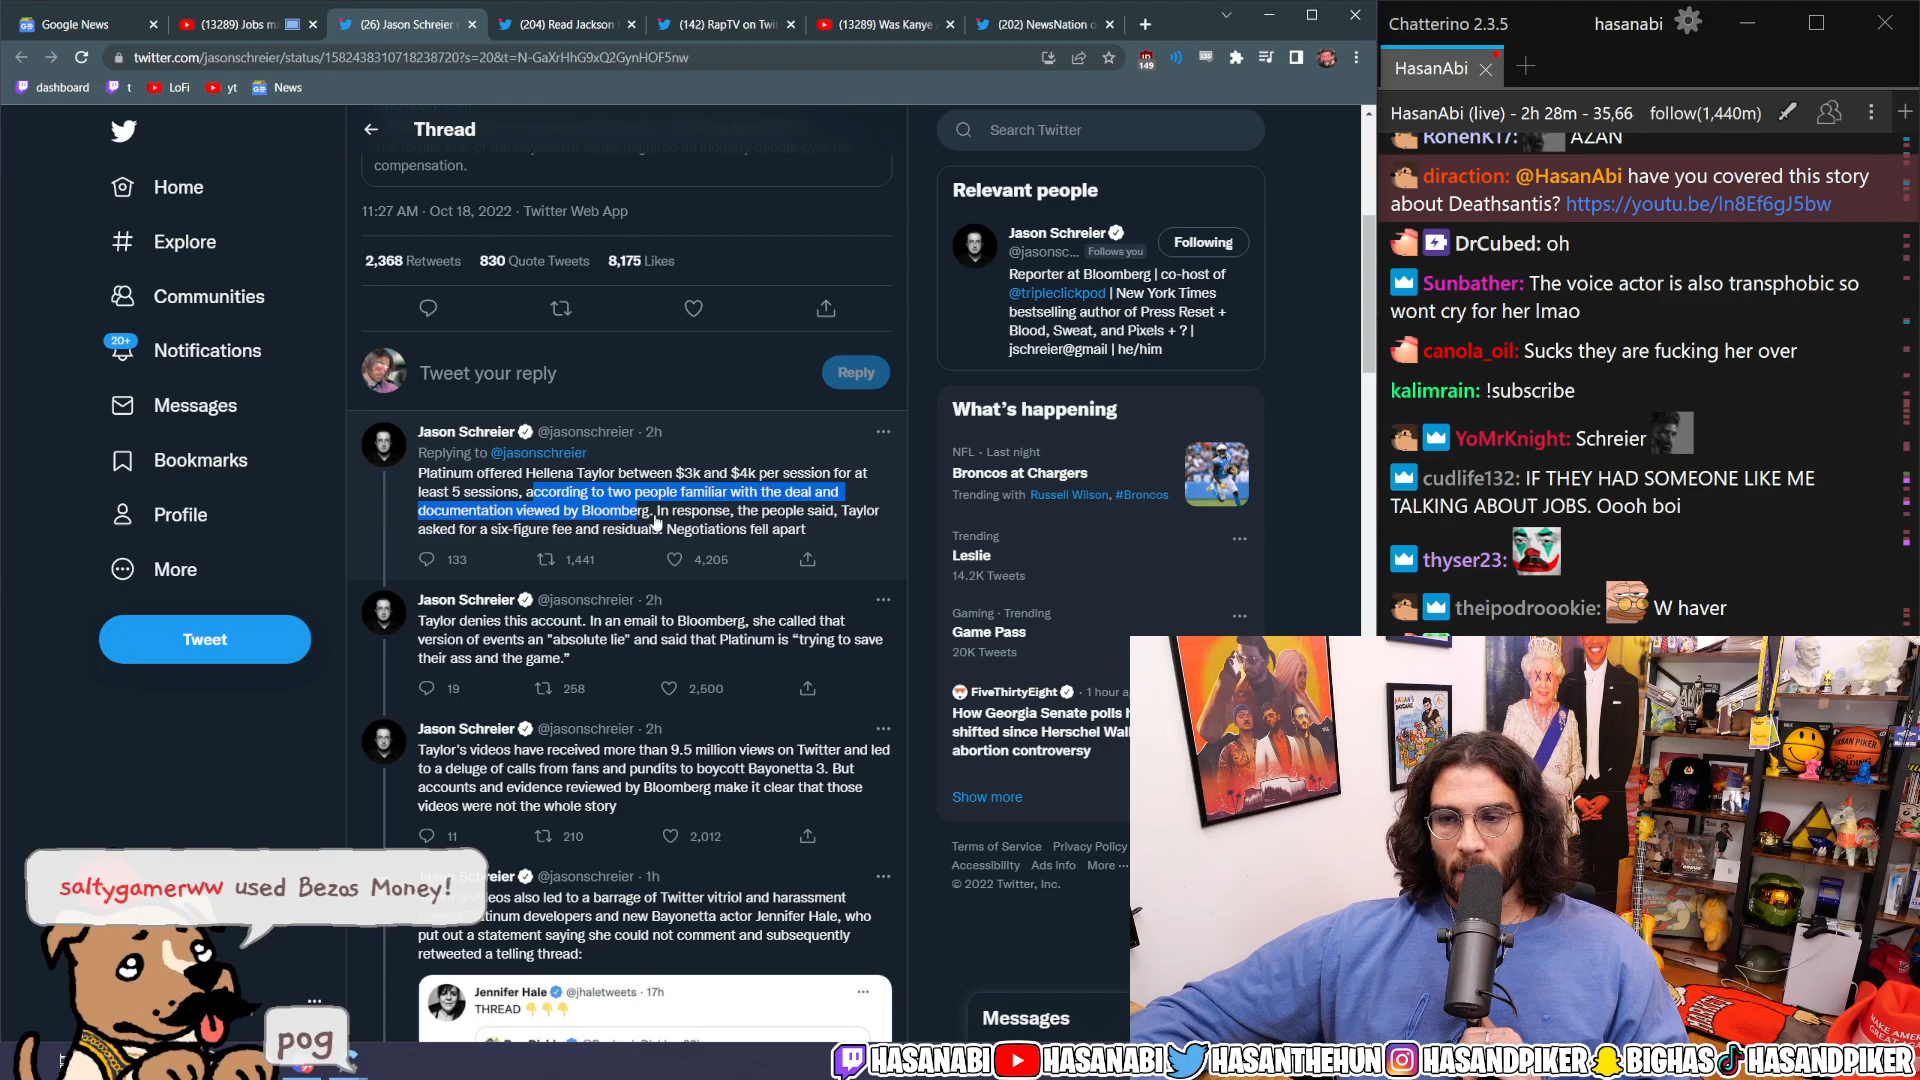 Google News
(13289) Jobs ma
(26) Jason Schreier
(204) Read Jackson
(142) RapTV on Twi
(13289) Was Kanye
(202) NewsNation o
twitter.com/jasonschreier/status/1582438310718238720?s=20&t=N-GaXrHhG9xQ2GynHOF5nw
149
dashboard
t
LoFi
yt
News
Home
Explore
Communities
20+
Notifications
Messages
Bookmarks
Profile
More
Tweet
Thread
compensation.
11:27 AM · Oct 18, 2022 · Twitter Web App
2,368 Retweets 830 Quote Tweets 8,175 Likes
Tweet your reply
Reply
Jason Schreier @jasonschreier · 2h
Replying to @jasonschreier
Platinum offered Hellena Taylor between $3k and $4k per session for at
least 5 sessions, according to two people familiar with the deal and
documentation viewed by Bloomberg. In response, the people said, Taylor
asked for a six-figure fee and residuals. Negotiations fell apart
133 1,441 4,205
Jason Schreier @jasonschreier · 2h
Taylor denies this account. In an email to Bloomberg, she called that
version of events an "absolute lie" and said that Platinum is “trying to save
their ass and the game.”
19 258 2,500
Jason Schreier @jasonschreier · 2h
Taylor's videos have received more than 9.5 million views on Twitter and led
to a deluge of calls from fans and pundits to boycott Bayonetta 3. But
accounts and evidence reviewed by Bloomberg make it clear that those
videos were not the whole story
11 210 2,012
@jasonschreier · 1h
also led to a barrage of Twitter vitriol and harassment
developers and new Bayonetta actor Jennifer Hale, who
put out a statement saying she could not comment and subsequently
retweeted a telling thread:
Jennifer Hale @jhaletweets · 17h
THREAD
Search Twitter
Relevant people
Jason Schreier
@jasonsc... Follows you
Following
Reporter at Bloomberg | co-host of
@tripleclickpod | New York Times
bestselling author of Press Reset +
Blood, Sweat, and Pixels + ? |
jschreier@gmail | he/him
What's happening
NFL · Last night
Broncos at Chargers
Trending with Russell Wilson, #Broncos
Trending
Leslie
14.2K Tweets
Gaming · Trending
Game Pass
20K Tweets
FiveThirtyEight · 1 hour a
How Georgia Senate polls h
shifted since Herschel Wal
abortion controversy
Show more
Terms of Service Privacy Policy
Accessibility Ads info More ···
© 2022 Twitter, Inc.
Messages
Chatterino 2.3.5
hasanabi
HasanAbi
HasanAbi (live) - 2h 28m - 35,66
follow(1,440m)
RohenK17: AZAN
diraction: @HasanAbi have you covered this story
about Deathsantis? https://youtu.be/ln8Ef6gJ5bw
DrCubed: oh
Sunbather: The voice actor is also transphobic so
wont cry for her lmao
canola_oil: Sucks they are fucking her over
kalimrain: !subscribe
YoMrKnight: Schreier
cudlife132: IF THEY HAD SOMEONE LIKE ME
TALKING ABOUT JOBS. Oooh boi
thyser23:
theipodroookie: W haver
saltygamerww used Bezos Money!
pog
HASANABI HASANABI HASANTHEHUN HASANDPIKER BIGHAS HASANDPIKER